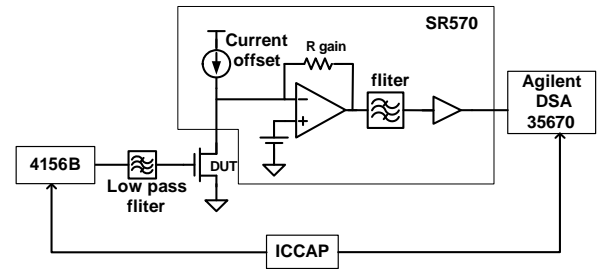 SR570
Current
offset
R gain
fliter
Agilent
DSA
35670
4156B
DUT
Low pass
fliter
ICCAP